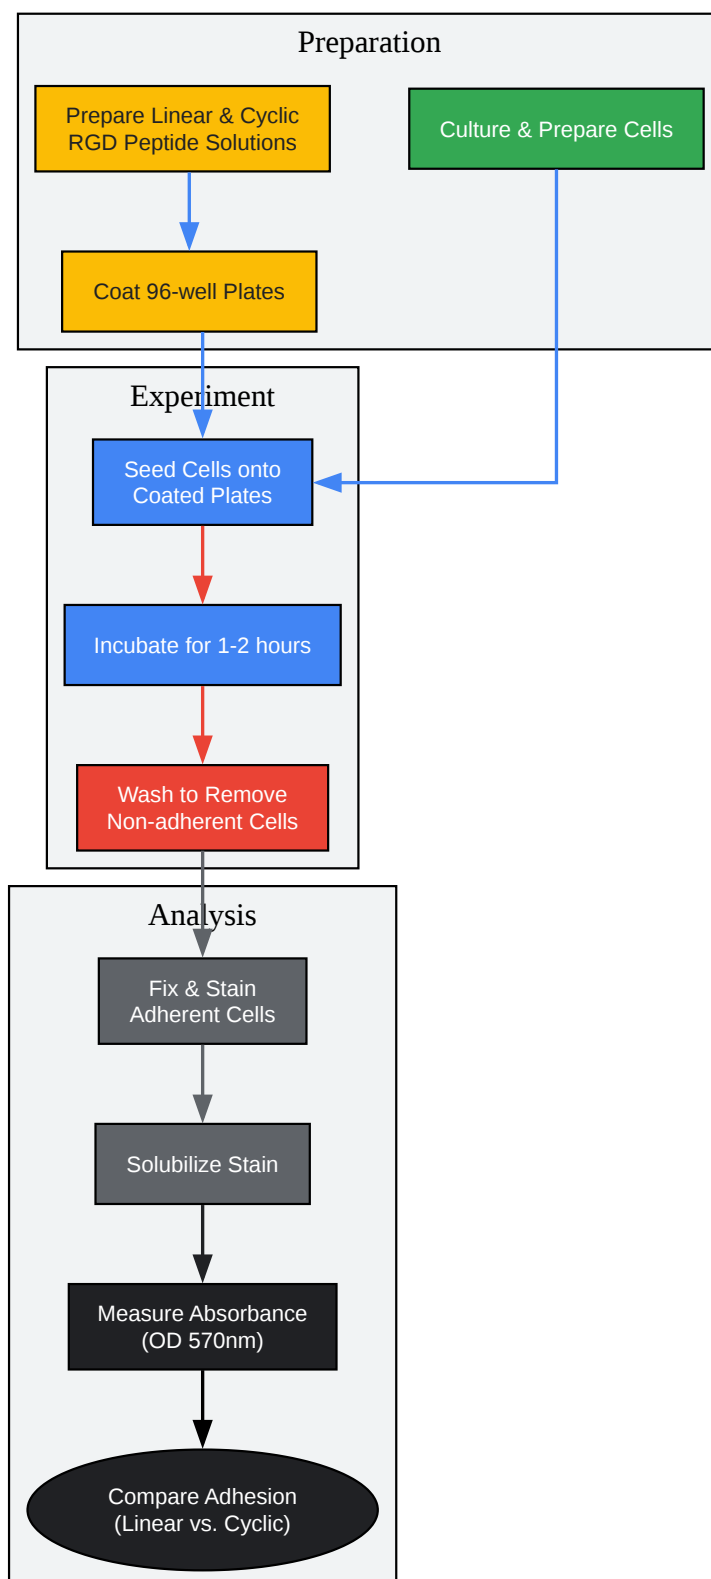 Preparation
Prepare Linear & Cyclic
RGD Peptide Solutions
Culture & Prepare Cells
Coat 96-well Plates
Experiment
Seed Cells onto
Coated Plates
Incubate for 1-2 hours
Wash to Remove
Non-adherent Cells
Analysis
Fix & Stain
Adherent Cells
Solubilize Stain
Measure Absorbance
(OD 570nm)
Compare Adhesion
(Linear vs. Cyclic)